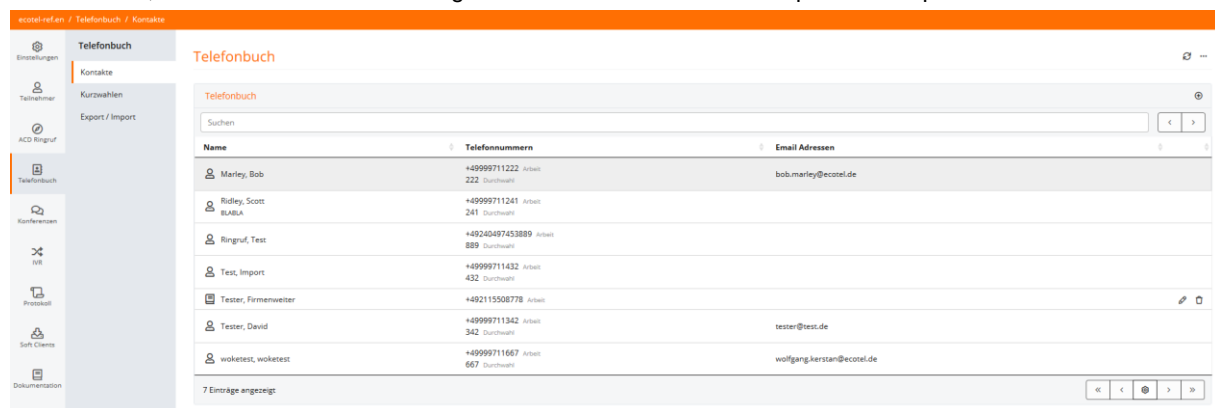 ecotel-ref.en / Telefonbuch / Kontakte
Einstellungen
Teilnehmer
ACD Ringruf
Telefonbuch
Konferenzen
IVR
Protokoll
Soft Clients
Dokumentation
Telefonbuch
Kontakte
Kurzwahlen
Export / Import
Telefonbuch
Telefonbuch
Suchen
Name Telefonnummern Email Adressen
Marley, Bob +49999711222 Arbeit bob.marley@ecotel.de
222 Durchwahl
Ridley, Scott +49999711241 Arbeit
BLABLA 241 Durchwahl
Ringruf, Test +49240497453889 Arbeit
889 Durchwahl
Test, Import +49999711432 Arbeit
432 Durchwahl
Tester, Firmenweiter +492115508778 Arbeit
Tester, David +49999711342 Arbeit tester@test.de
342 Durchwahl
woketest, woketest +49999711667 Arbeit wolfgang.kerstan@ecotel.de
667 Durchwahl
7 Einträge angezeigt